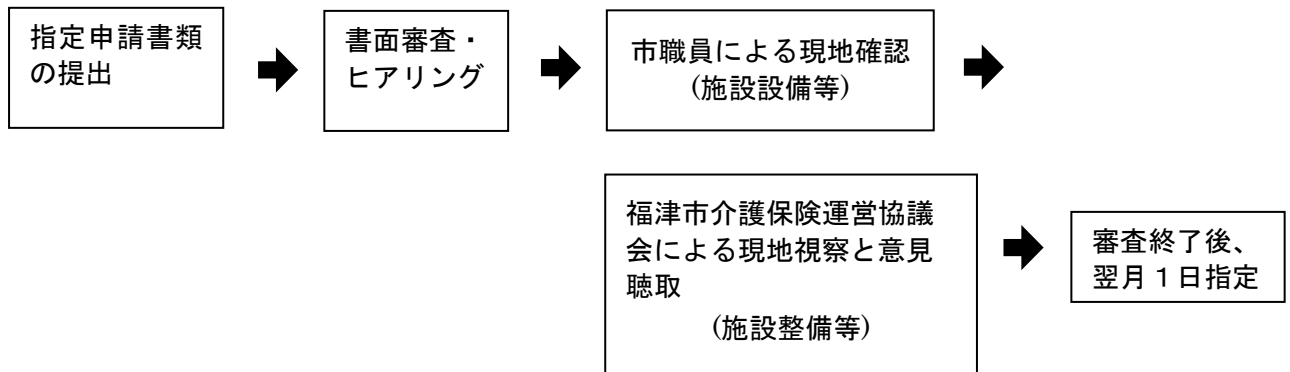 指定申請書類
の提出
書面審査・
ヒアリング
市職員による現地確認
(施設設備等)
福津市介護保険運営協議
会による現地視察と意見
聴取
(施設整備等)
審査終了後、
翌月１日指定